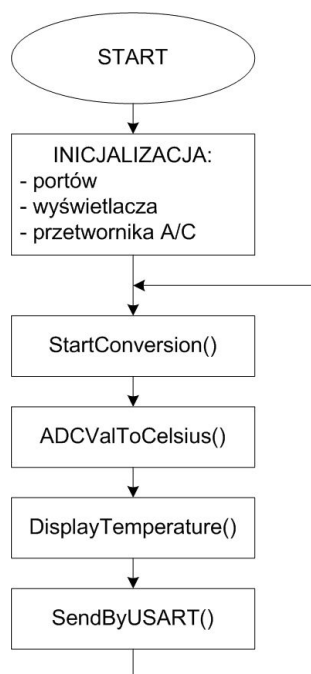 START
INICJALIZACJA:
- portów
- wyświetlacza
- przetwornika A/C
StartConversion()
ADCValToCelsius()
DisplayTemperature()
SendByUSART()